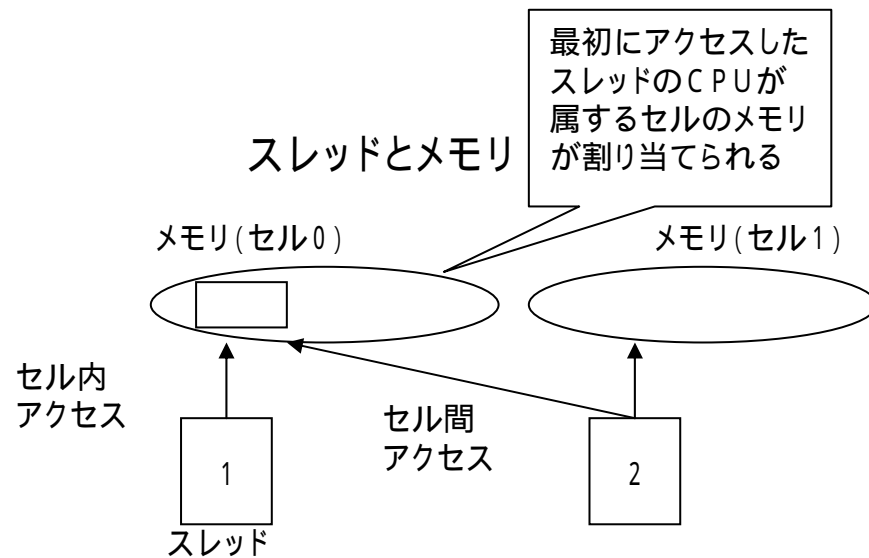 最初にアクセスした
スレッドのCPUが
属するセルのメモリ
が割り当てられる
スレッドとメモリ
メモリ(セル0)
メモリ(セル1)
セル内
アクセス
セル間
アクセス
1
2
スレッド